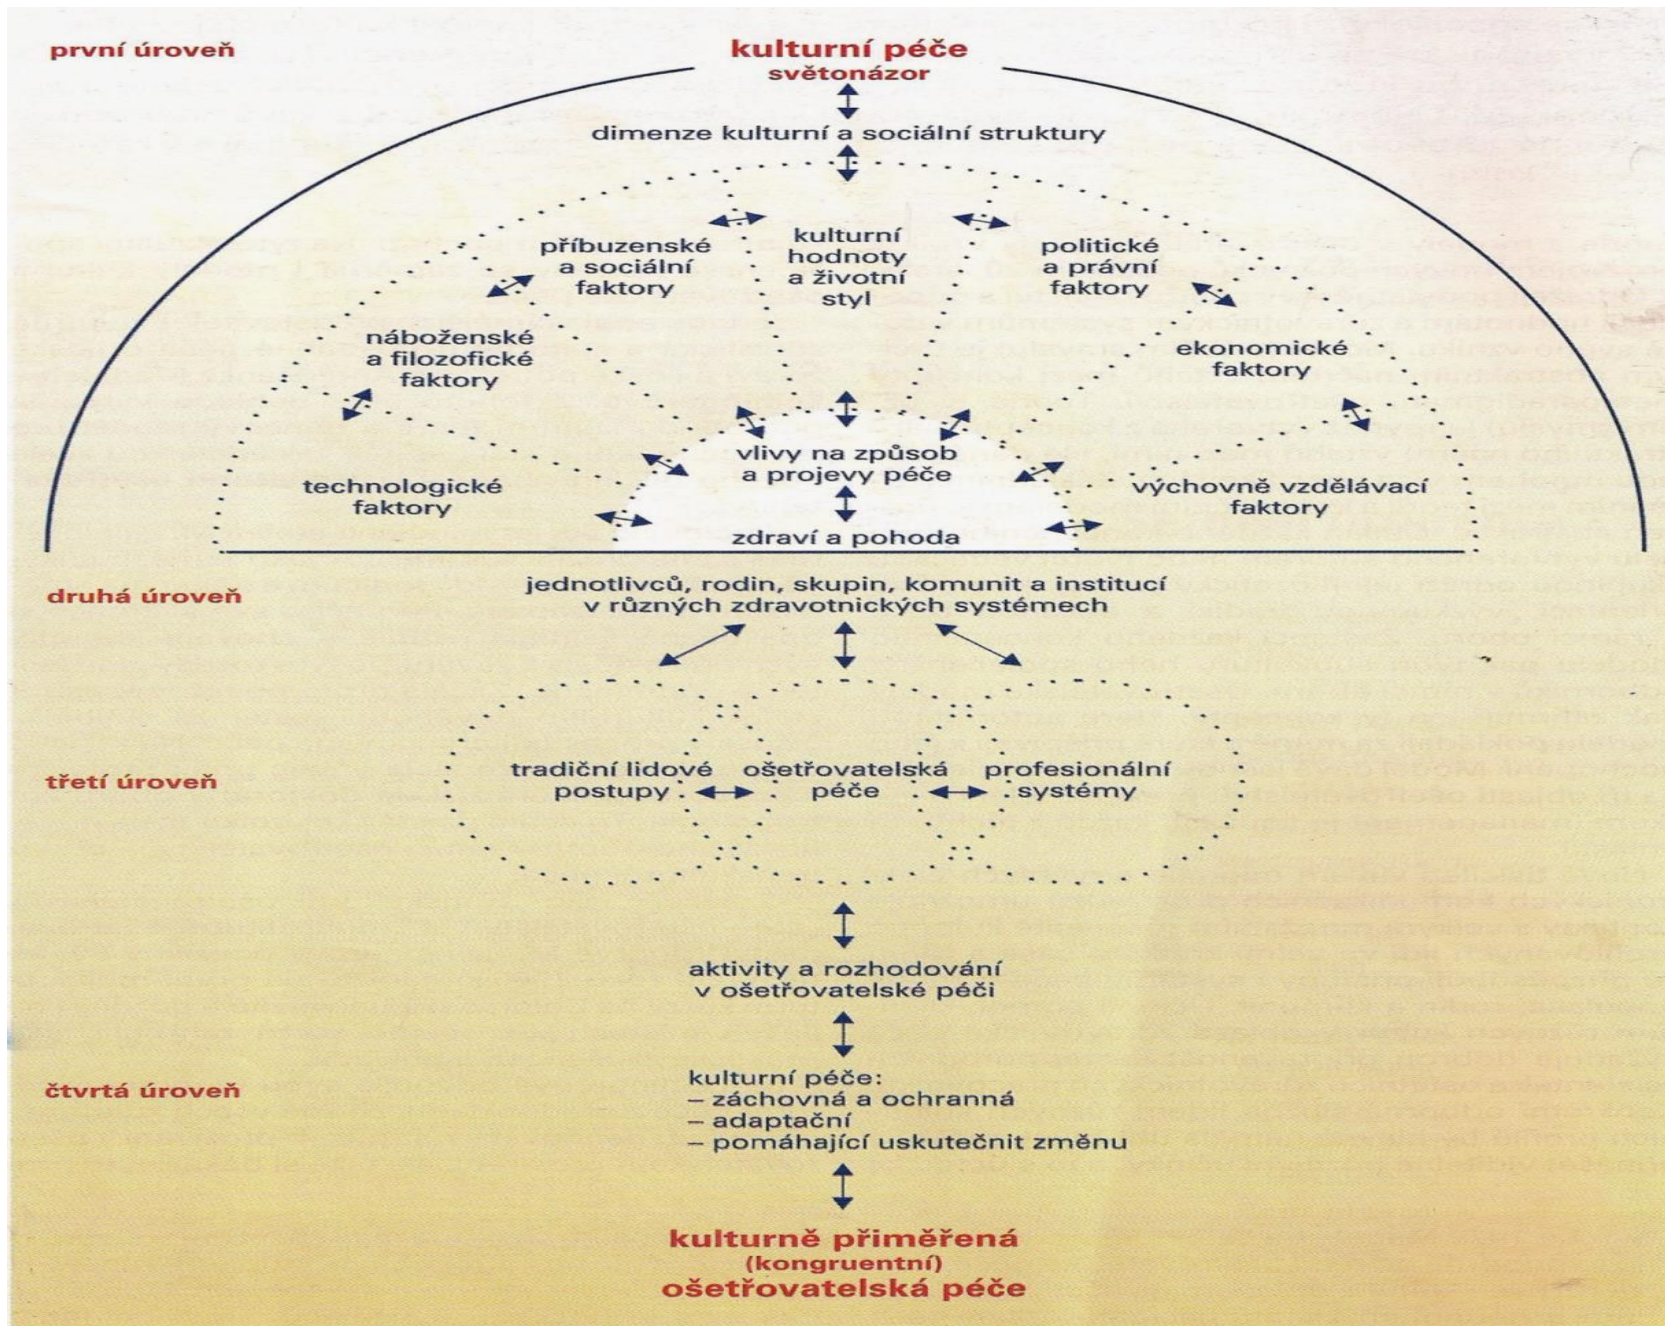 první úroveň
kulturní péče
světonázor
dimenze kulturní a sociální struktury
příbuzenské
a sociální
faktory
kulturní
hodnoty
a životní
styl
politické
a právní
faktory
náboženské
a filozofické
faktory
ekonomické
faktory
technologické
faktory
vlivy na způsob
a projevy péče
výchovně vzdělávací
faktory
zdraví a pohoda
druhá úroveň
jednotlivců, rodin, skupin, komunit a institucí
v různých zdravotnických systémech
třetí úroveň
tradiční lidové
postupy
ošetřovatelská
péče
profesionální
systémy
aktivity a rozhodování
v ošetřovatelské péči
čtvrtá úroveň
kulturní péče:
– záchovná a ochranná
– adaptační
– pomáhající uskutečnit změnu
kulturně přiměřená
(kongruentní)
ošetřovatelská péče